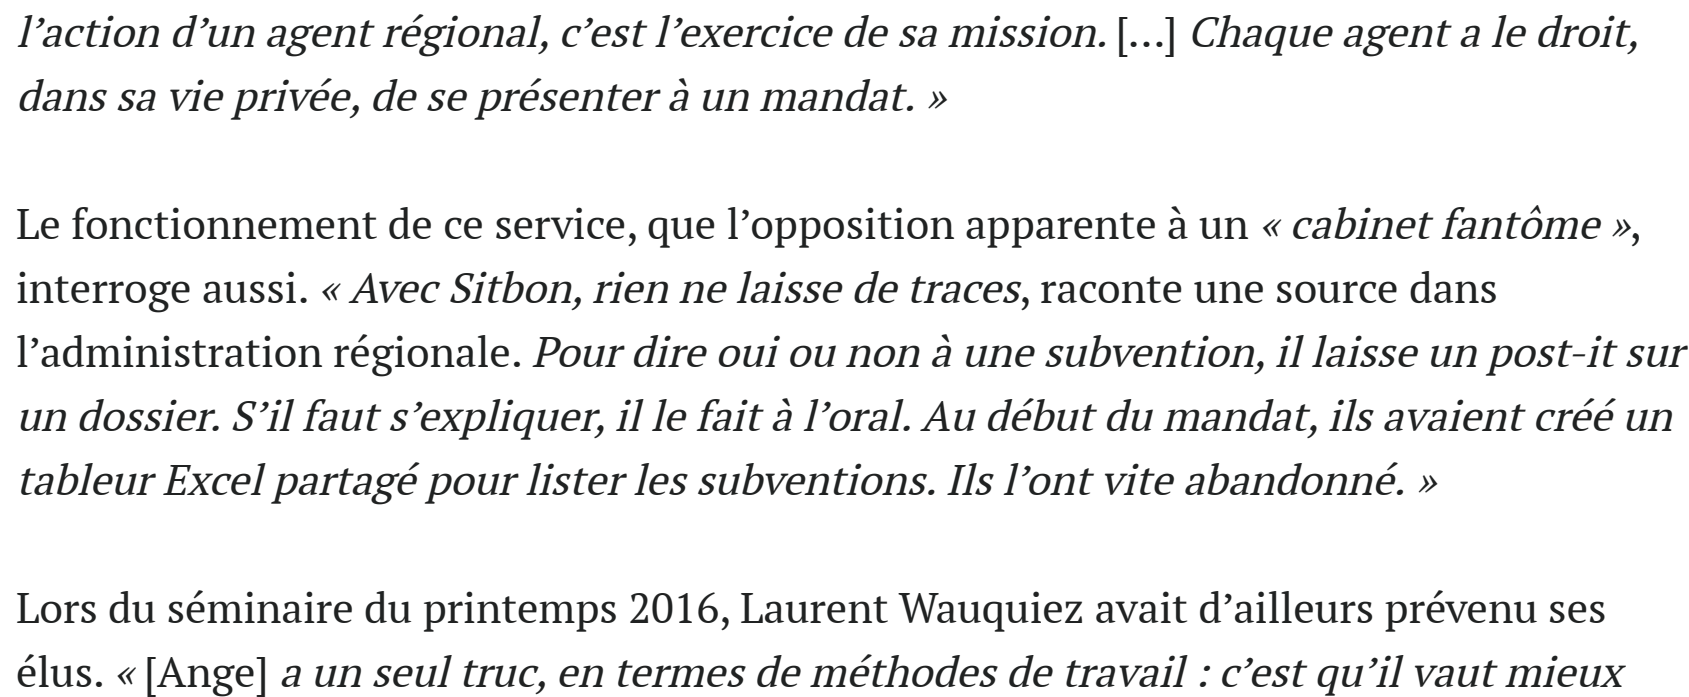 l’action d’un agent régional, c’est l’exercice de sa mission. […] Chaque agent a le droit,
dans sa vie privée, de se présenter à un mandat. »
Le fonctionnement de ce service, que l’opposition apparente à un « cabinet fantôme »,
interroge aussi. « Avec Sitbon, rien ne laisse de traces, raconte une source dans
l’administration régionale. Pour dire oui ou non à une subvention, il laisse un post-it sur
un dossier. S’il faut s’expliquer, il le fait à l’oral. Au début du mandat, ils avaient créé un
tableur Excel partagé pour lister les subventions. Ils l’ont vite abandonné. »
Lors du séminaire du printemps 2016, Laurent Wauquiez avait d’ailleurs prévenu ses
élus. « [Ange] a un seul truc, en termes de méthodes de travail : c’est qu’il vaut mieux